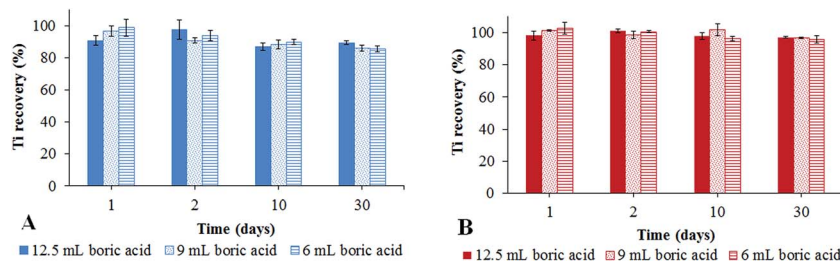 Ti recovery (%)
100
80
60
40
20
0
1 2 10 30
Time (days)
A
12.5 mL boric acid 9 mL boric acid 6 mL boric acid
Ti recovery (%)
100
80
60
40
20
0
1 2 10 30
Time (days)
B
12.5 mL boric acid 9 mL boric acid 6 mL boric acid